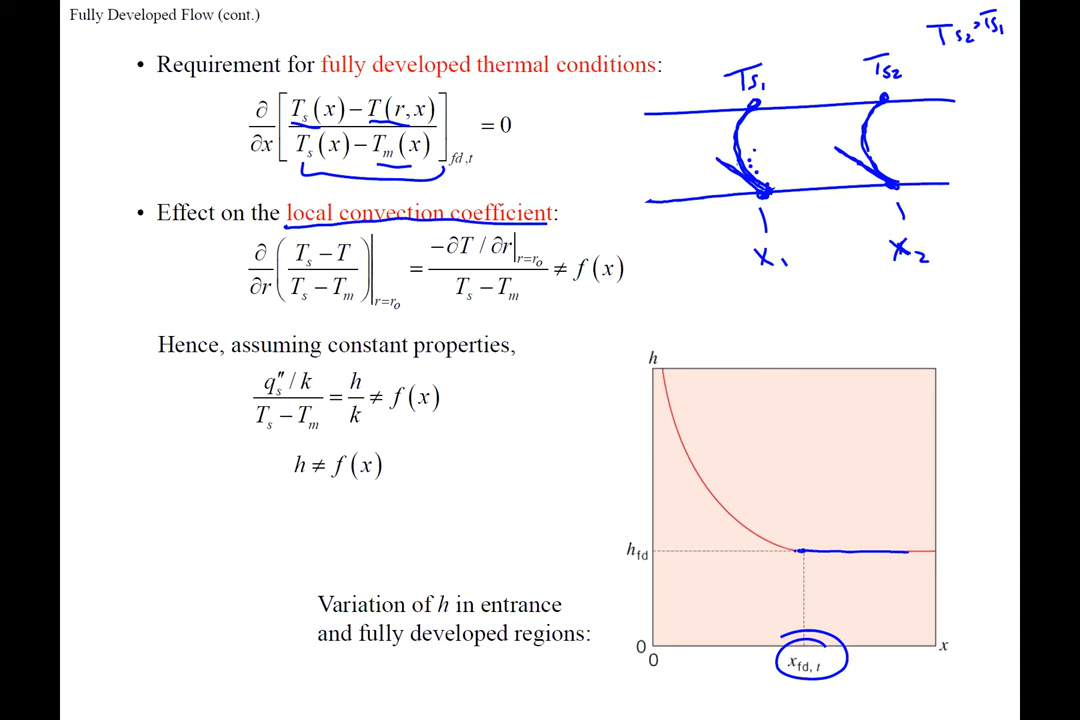 Fully Developed Flow (cont.)
• Requirement for fully developed thermal conditions:
∂/∂x [ (T_s(x) − T(r, x)) / (T_s(x) − T_m(x)) ]_fd,t = 0
• Effect on the local convection coefficient:
∂/∂r ( (T_s − T) / (T_s − T_m) ) |_r=r_o = (−∂T / ∂r|_r=r_o) / (T_s − T_m) ≠ f(x)
Hence, assuming constant properties,
(q″_s / k) / (T_s − T_m) = h / k ≠ f(x)
h ≠ f(x)
Variation of h in entrance
and fully developed regions:
T_s2 > T_s1
T_s1
T_s2
x_1
x_2
h
h_fd
0
0
x_fd, t
x